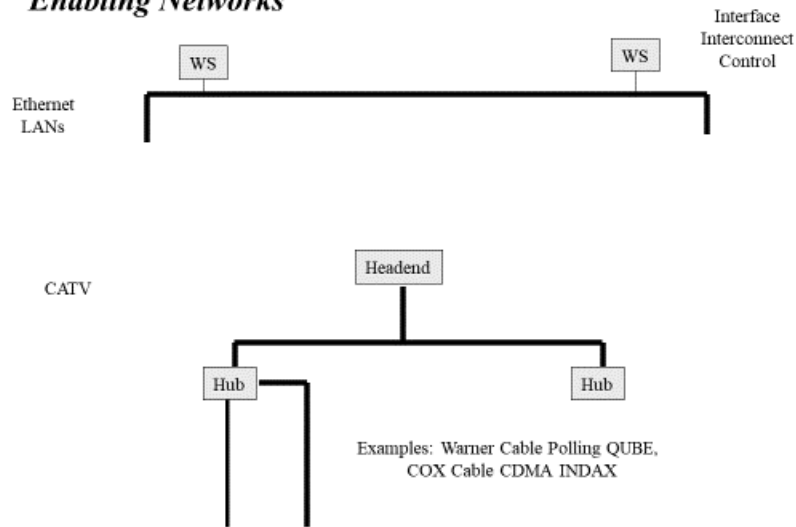 Enabling Networks
Interface
Interconnect
Control
WS
WS
Ethernet
LANs
Headend
CATV
Hub
Hub
Examples: Warner Cable Polling QUBE,
COX Cable CDMA INDAX